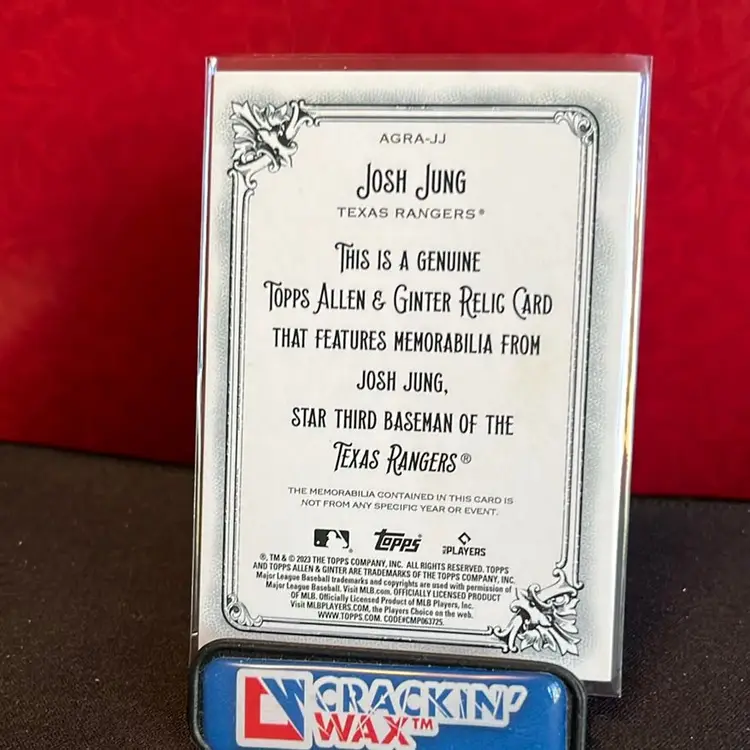 AGRA-JJ
JOSH JUNG
TEXAS RANGERS®
THIS IS A GENUINE
TOPPS ALLEN & GINTER RELIC CARD
THAT FEATURES MEMORABILIA FROM
JOSH JUNG,
STAR THIRD BASEMAN OF THE
TEXAS RANGERS®
THE MEMORABILIA CONTAINED IN THIS CARD IS
NOT FROM ANY SPECIFIC YEAR OR EVENT.
Topps
PLAYERS
®, TM & © 2023 THE TOPPS COMPANY, INC. ALL RIGHTS RESERVED. TOPPS
AND TOPPS ALLEN & GINTER ARE TRADEMARKS OF THE TOPPS COMPANY, INC.
Major League Baseball trademarks and copyrights are used with permission of
Major League Baseball. Visit MLB.com. OFFICIALLY LICENSED PRODUCT
OF MLB. Officially Licensed Product of MLB Players, Inc.
Visit MLBPLAYERS.COM, the Players Choice on the web.
WWW.TOPPS.COM. CODE#CMP063725.
CW CRACKIN'
WAX™